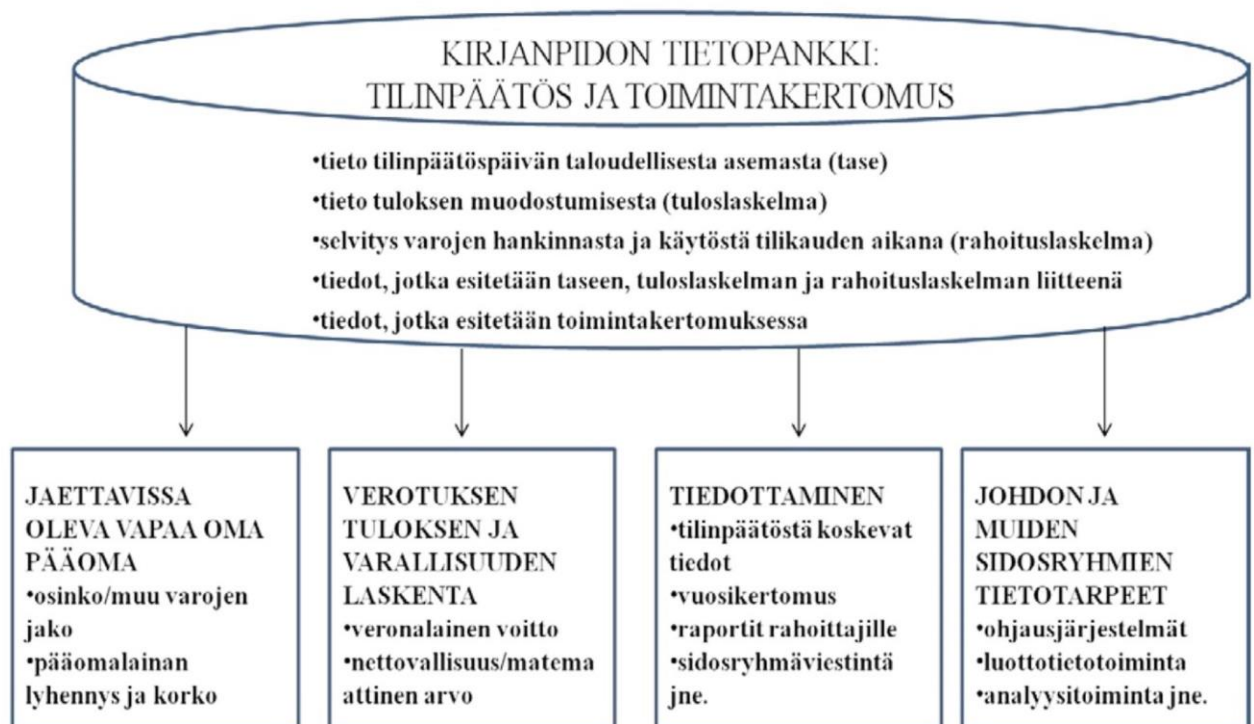 KIRJANPIDON TIETOPANKKI:
TILINPÄÄTÖS JA TOIMINTAKERTOMUS
•tieto tilinpäätöspäivän taloudellisesta asemasta (tase)
•tieto tuloksen muodostumisesta (tuloslaskelma)
•selvitys varojen hankinnasta ja käytöstä tilikauden aikana (rahoituslaskelma)
•tiedot, jotka esitetään taseen, tuloslaskelman ja rahoituslaskelman liitteenä
•tiedot, jotka esitetään toimintakertomuksessa
JAETTAVISSA
OLEVA VAPAA OMA
PÄÄOMA
•osinko/muu varojen
jako
•pääomalainan
lyhennys ja korko
VEROTUKSEN
TULOKSEN JA
VARALLISUUDEN
LASKENTA
•veronalainen voitto
•nettovallisuus/matema
attinen arvo
TIEDOTTAMINEN
•tilinpäätöstä koskevat
tiedot
•vuosikertomus
•raportit rahoittajille
•sidosryhmäviestintä
jne.
JOHDON JA
MUIDEN
SIDOSRYHMIEN
TIETOTARPEET
•ohjausjärjestelmät
•luottotietotoiminta
•analyysitoiminta jne.